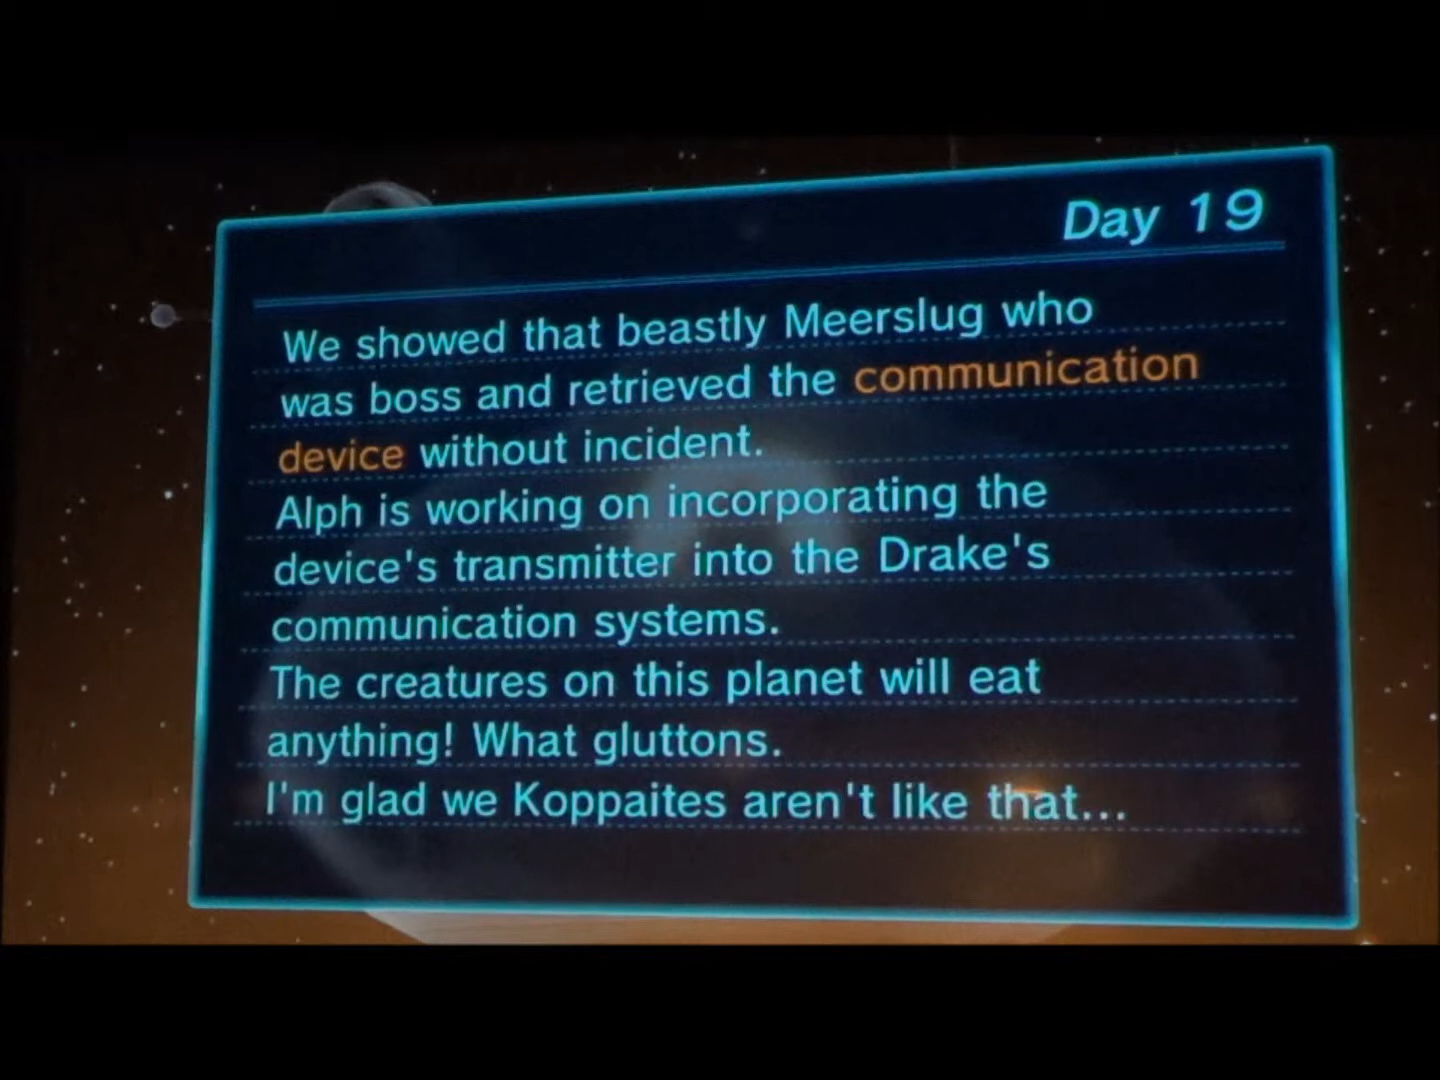 Day 19
We showed that beastly Meerslug who
was boss and retrieved the communication
device without incident.
Alph is working on incorporating the
device's transmitter into the Drake's
communication systems.
The creatures on this planet will eat
anything! What gluttons.
I'm glad we Koppaites aren't like that...